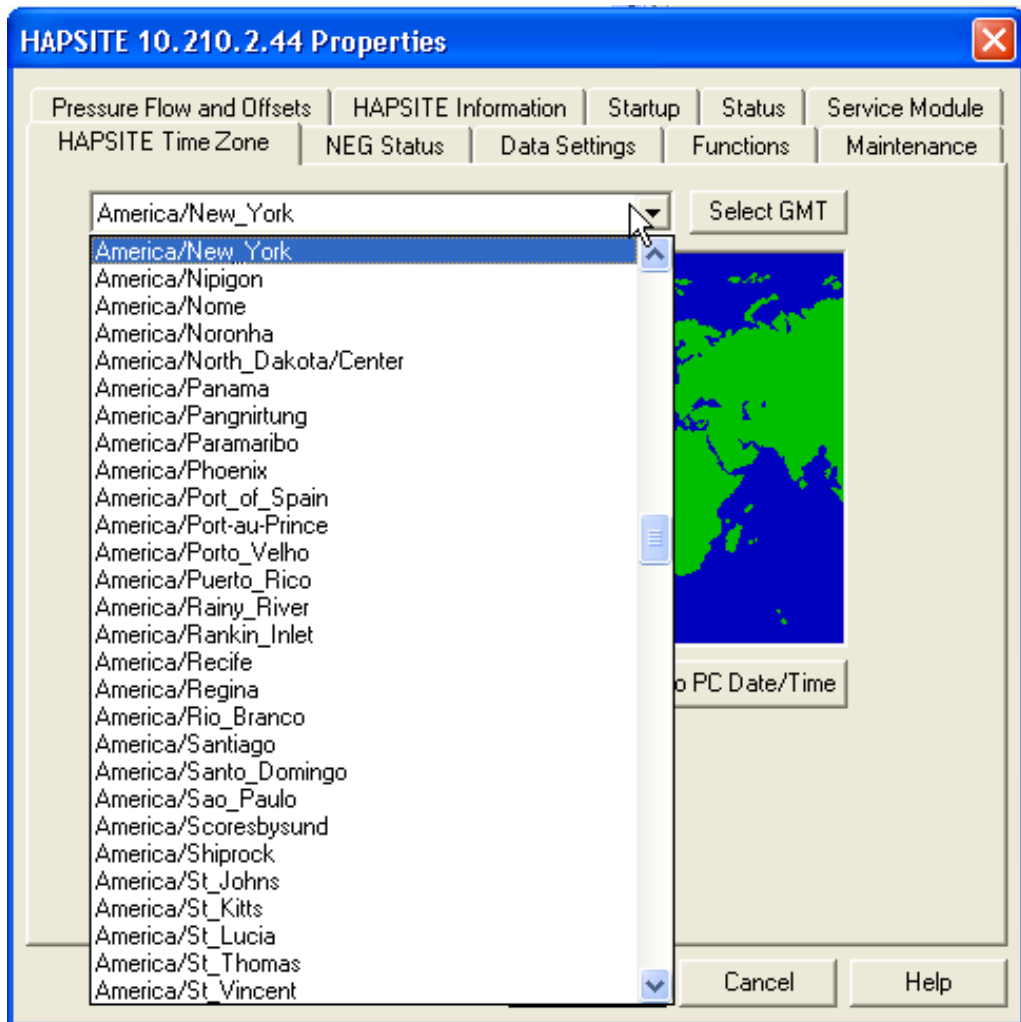 HAPSITE 10.210.2.44 Properties
Pressure Flow and Offsets HAPSITE Information Startup Status Service Module
HAPSITE Time Zone NEG Status Data Settings Functions Maintenance
America/New_York Select GMT
America/New_York
America/Nipigon
America/Nome
America/Noronha
America/North_Dakota/Center
America/Panama
America/Pangnirtung
America/Paramaribo
America/Phoenix
America/Port_of_Spain
America/Port-au-Prince
America/Porto_Velho
America/Puerto_Rico
America/Rainy_River
America/Rankin_Inlet
America/Recife
America/Regina
o PC Date/Time
America/Rio_Branco
America/Santiago
America/Santo_Domingo
America/Sao_Paulo
America/Scoresbysund
America/Shiprock
America/St_Johns
America/St_Kitts
America/St_Lucia
America/St_Thomas
America/St_Vincent
Cancel Help